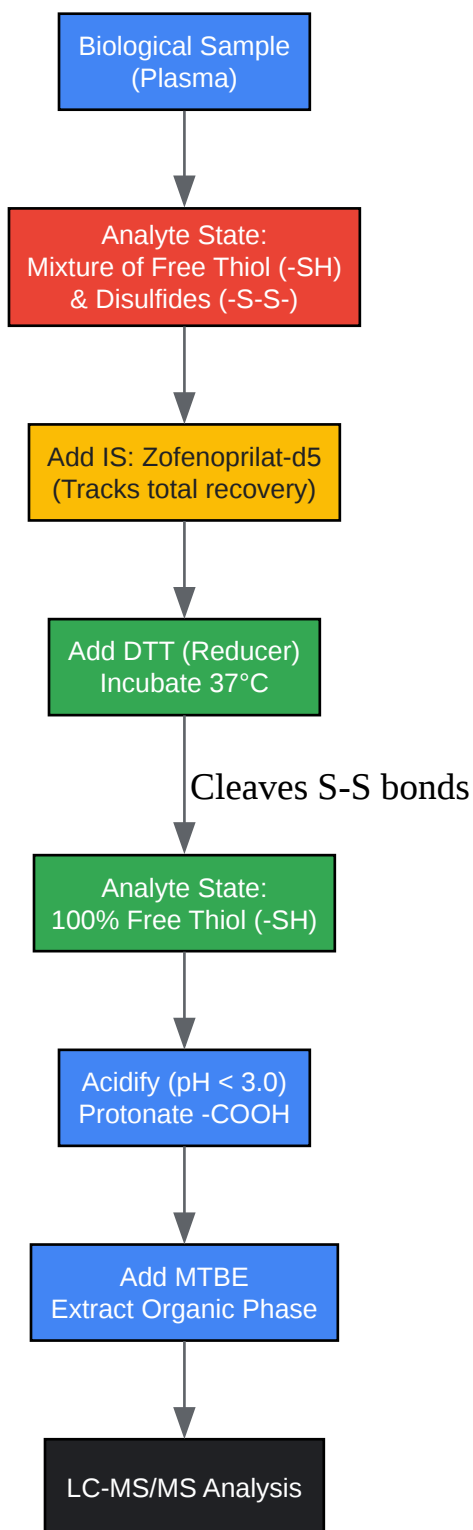 Biological Sample
(Plasma)
Analyte State:
Mixture of Free Thiol (-SH)
& Disulfides (-S-S-)
Add IS: Zofenoprilat-d5
(Tracks total recovery)
Add DTT (Reducer)
Incubate 37°C
Cleaves S-S bonds
Analyte State:
100% Free Thiol (-SH)
Acidify (pH < 3.0)
Protonate -COOH
Add MTBE
Extract Organic Phase
LC-MS/MS Analysis